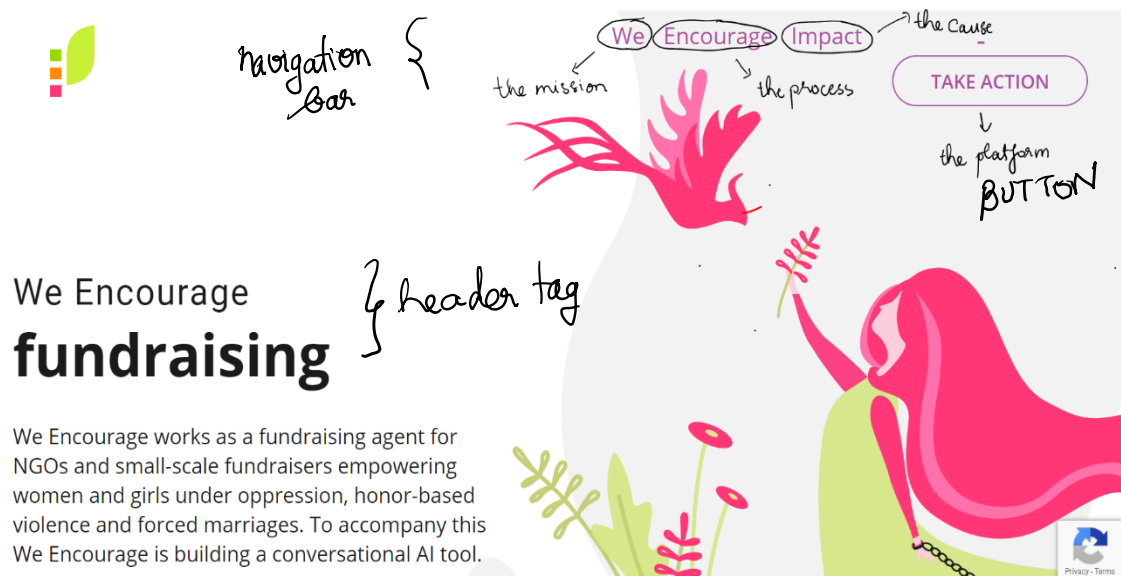 We Encourage Impact
the cause
navigation
bar
the mission
the process
TAKE ACTION
the platform
BUTTON
We Encourage
fundraising
header tag
We Encourage works as a fundraising agent for
NGOs and small-scale fundraisers empowering
women and girls under oppression, honor-based
violence and forced marriages. To accompany this
We Encourage is building a conversational AI tool.
Privacy - Terms